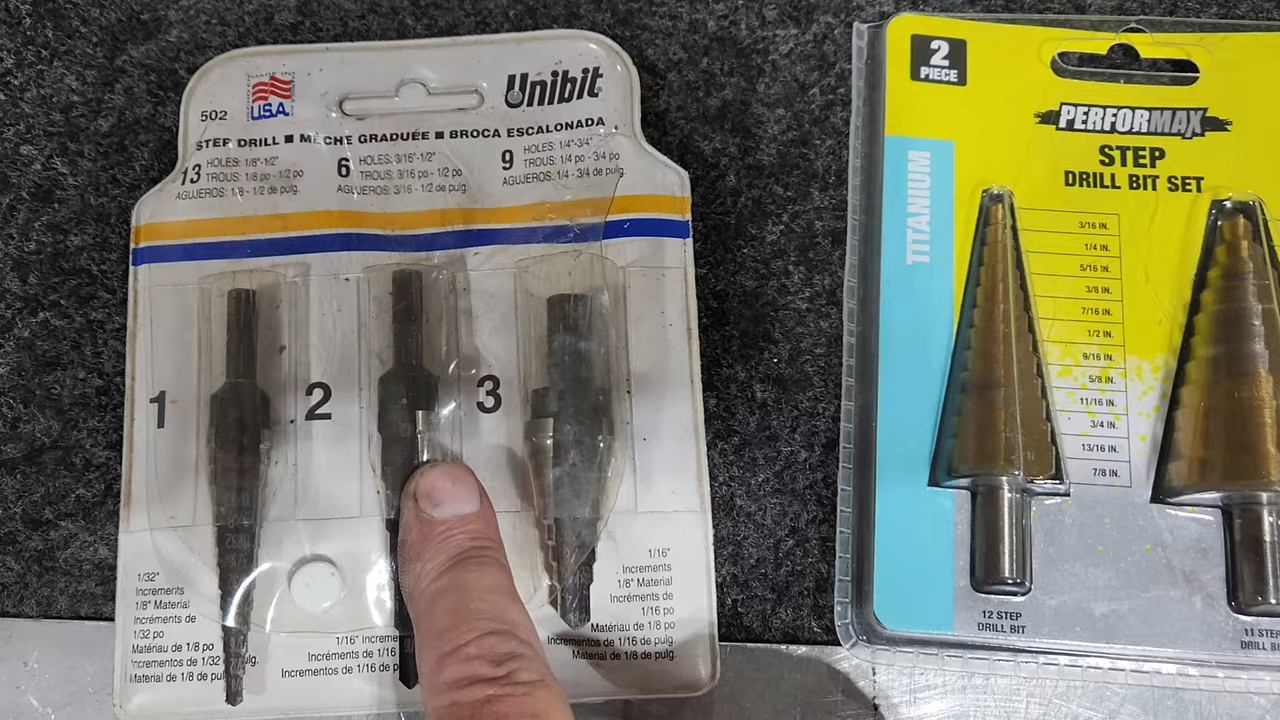 502
MADE IN
U.S.A.
Unibit
STEP DRILL ■ MÈCHE GRADUÉE ■ BROCA ESCALONADA
13 HOLES: 1/8"-1/2"
TROUS: 1/8 po - 1/2 po
AGUJEROS: 1/8 - 1/2 de pulg.
6 HOLES: 3/16"-1/2"
TROUS: 3/16 po - 1/2 po
AGUJEROS: 3/16 - 1/2 de pulg.
9 HOLES: 1/4"-3/4"
TROUS: 1/4 po - 3/4 po
AGUJEROS: 1/4 - 3/4 de pulg.
1
2
3
1/32"
Increments
1/8" Material
Incréments de
1/32 po
Matériau de 1/8 po
Incrementos de 1/32 pulg.
Material de 1/8 de pulg.
1/16" Increme
Incréments de 1/16
Incrementos de 1/16 de p
1/16"
Increments
1/8" Material
Incréments de
1/16 po
Matériau de 1/8 po
Incrementos de 1/16 de pulg.
Material de 1/8 de pulg.
2
PIECE
PERFORMAX
STEP
DRILL BIT SET
TITANIUM
3/16 IN.
1/4 IN.
5/16 IN.
3/8 IN.
7/16 IN.
1/2 IN.
9/16 IN.
5/8 IN.
11/16 IN.
3/4 IN.
13/16 IN.
7/8 IN.
12 STEP
DRILL BIT
11 STEP
DRILL BI